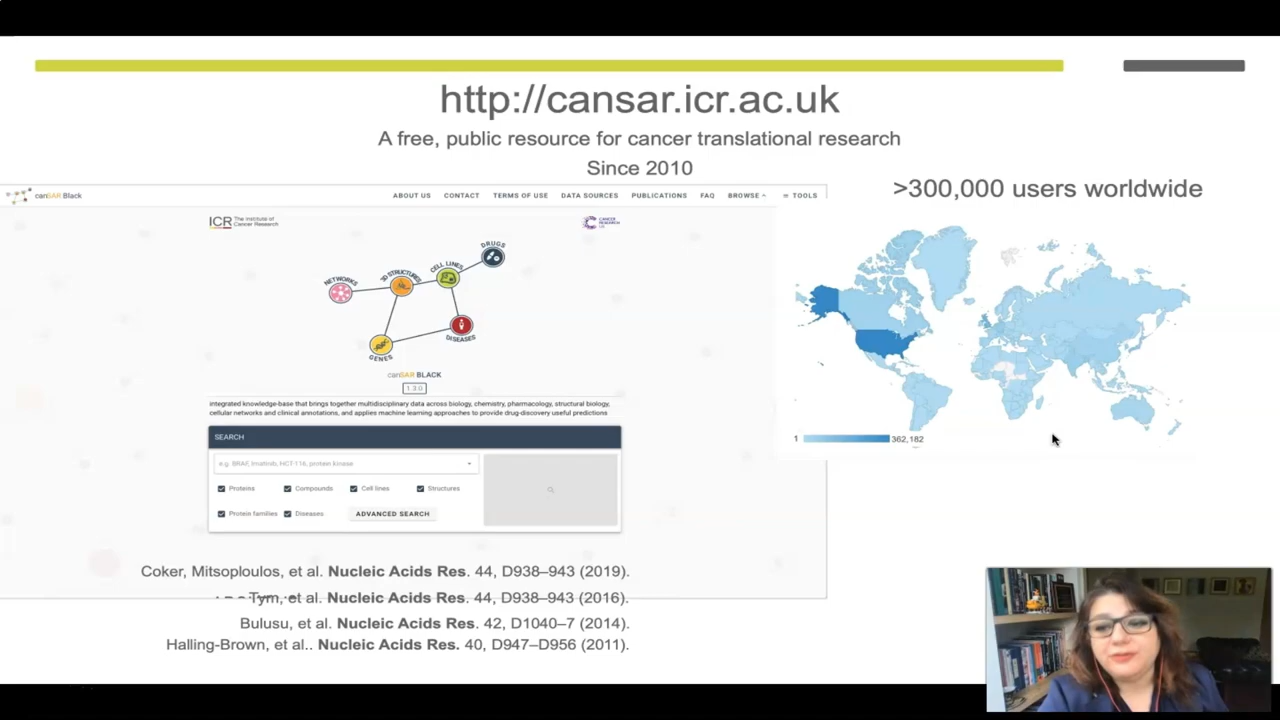 http://cansar.icr.ac.uk
A free, public resource for cancer translational research
Since 2010
>300,000 users worldwide
canSAR Black
ABOUT US CONTACT TERMS OF USE DATA SOURCES PUBLICATIONS FAQ BROWSE TOOLS
ICR The Institute of Cancer Research
CANCER RESEARCH UK
DRUGS
CELL LINES
3D STRUCTURES
NETWORKS
DISEASES
GENES
canSAR BLACK
1.3.0
integrated knowledge-base that brings together multidisciplinary data across biology, chemistry, pharmacology, structural biology,
cellular networks and clinical annotations, and applies machine learning approaches to provide drug-discovery useful predictions
SEARCH
e.g. BRAF, Imatinib, HCT-116, protein kinase
Proteins Compounds Cell lines Structures
Protein families Diseases ADVANCED SEARCH
1 362,182
Coker, Mitsoploulos, et al. Nucleic Acids Res. 44, D938–943 (2019).
Tym, et al. Nucleic Acids Res. 44, D938–943 (2016).
Bulusu, et al. Nucleic Acids Res. 42, D1040–7 (2014).
Halling-Brown, et al.. Nucleic Acids Res. 40, D947–D956 (2011).